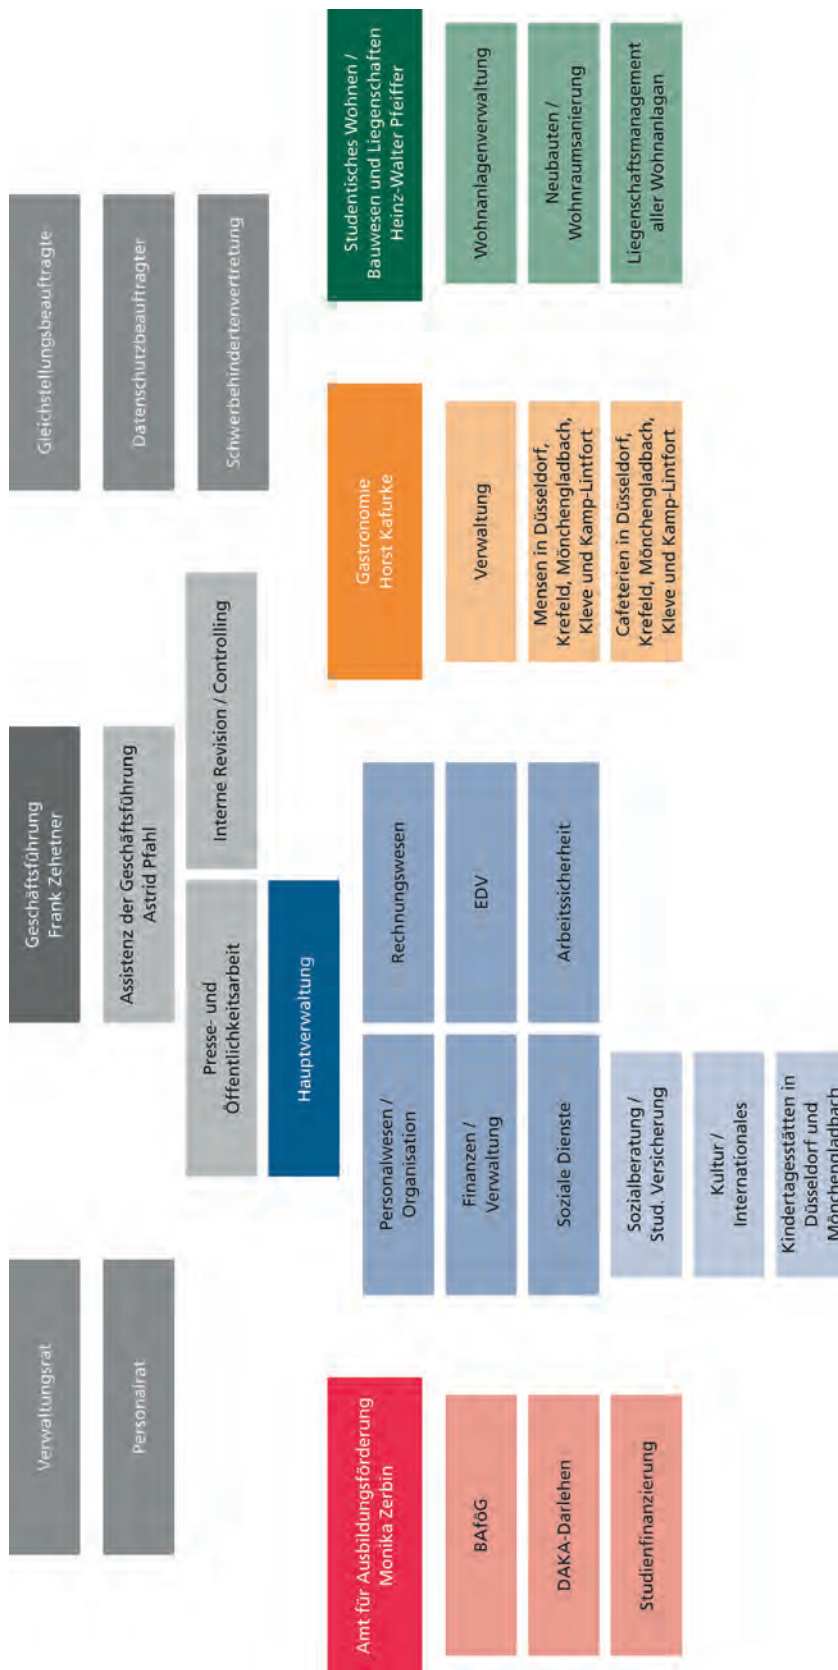 Verwaltungsrat
Personalrat
Geschäftsführung
Frank Zehetner
Assistenz der Geschäftsführung
Astrid Pfahl
Presse- und
Öffentlichkeitsarbeit
Interne Revision / Controlling
Gleichstellungsbeauftragte
Datenschutzbeauftragter
Schwerbehindertenvertretung
Amt für Ausbildungsförderung
Monika Zerbin
BAföG
DAKA-Darlehen
Studienfinanzierung
Hauptverwaltung
Personalwesen /
Organisation
Rechnungswesen
Finanzen /
Verwaltung
EDV
Soziale Dienste
Arbeitssicherheit
Sozialberatung /
Stud. Versicherung
Kultur /
Internationales
Kindertagesstätten in
Düsseldorf und
Mönchengladbach
Gastronomie
Horst Kafurke
Verwaltung
Mensen in Düsseldorf,
Krefeld, Mönchengladbach,
Kleve und Kamp-Lintfort
Cafeterien in Düsseldorf,
Krefeld, Mönchengladbach,
Kleve und Kamp-Lintfort
Studentisches Wohnen /
Bauwesen und Liegenschaften
Heinz-Walter Pfeiffer
Wohnanlagenverwaltung
Neubauten /
Wohnraumsanierung
Liegenschaftsmanagement
aller Wohnanlagan